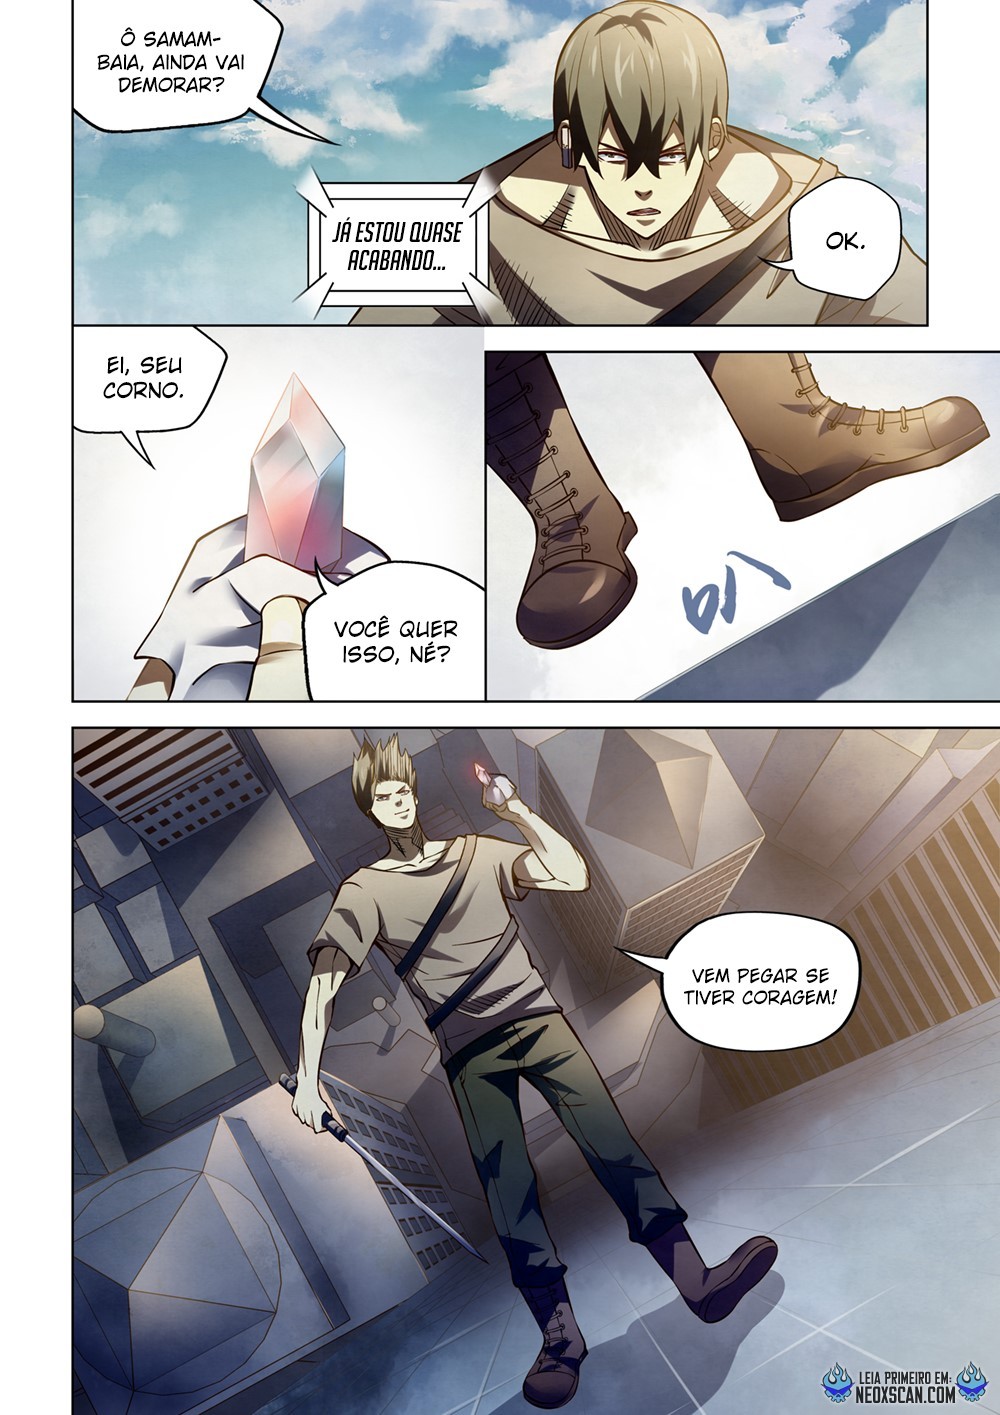 Ô SAMAM-
BAIA, AINDA VAI
DEMORAR?
JÁ ESTOU QUASE
ACABANDO...
OK.
EI, SEU
CORNO.
VOCÊ QUER
ISSO, NÉ?
叭
VEM PEGAR SE
TIVER CORAGEM!
LEIA PRIMEIRO EM:
NEOXSCAN.COM